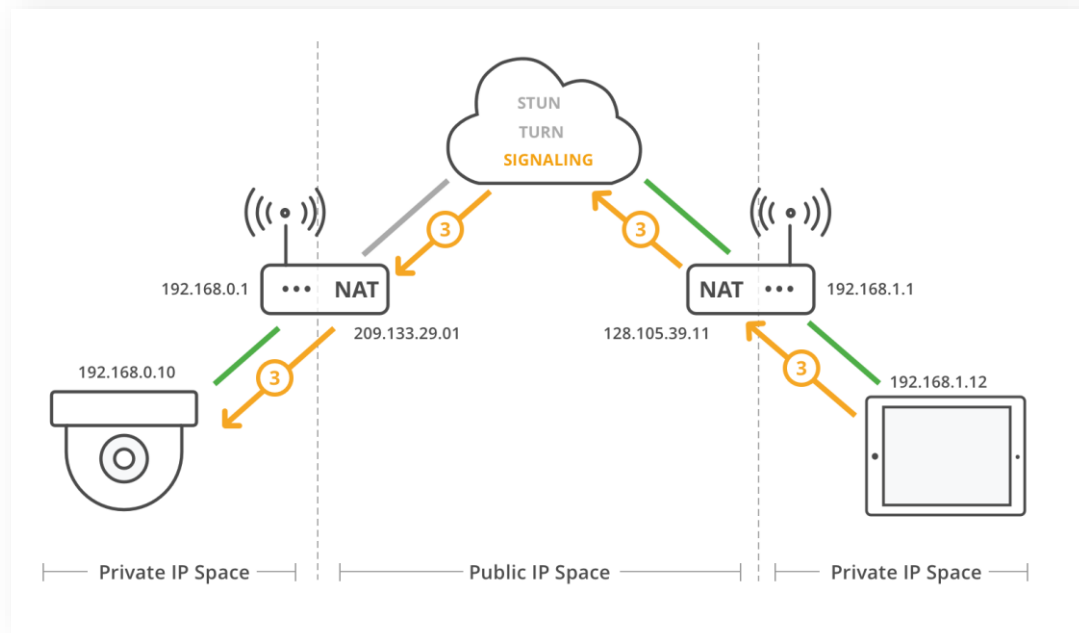 STUN
TURN
SIGNALING
3
3
192.168.0.1
••• NAT
NAT •••
192.168.1.1
209.133.29.01
128.105.39.11
192.168.0.10
3
3
192.168.1.12
Private IP Space
Public IP Space
Private IP Space